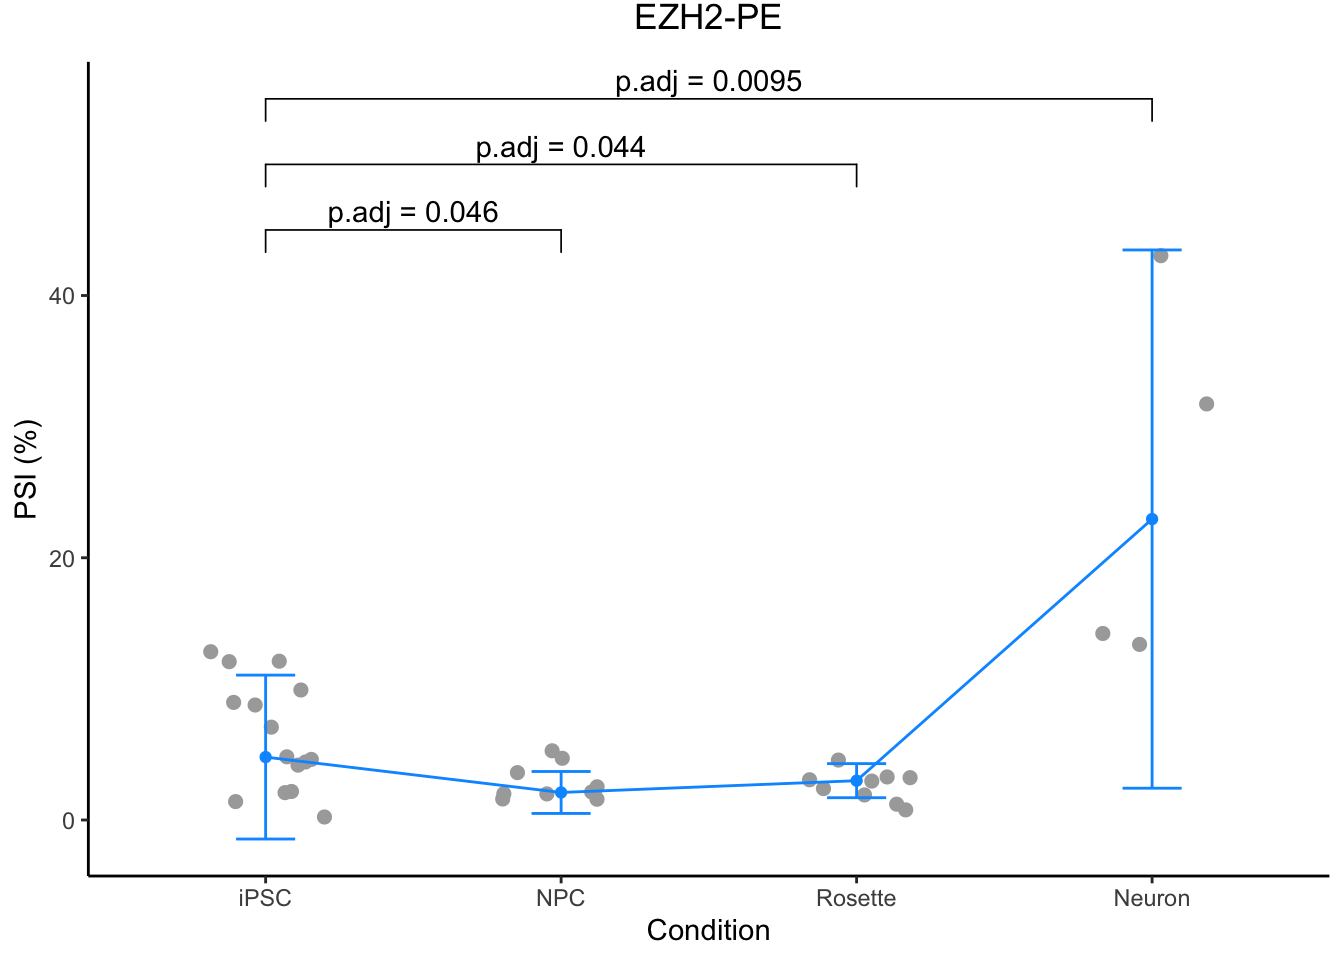 EZH2-PE
p.adj = 0.0095
p.adj = 0.044
p.adj = 0.046
40
20
0
PSI (%)
iPSC NPC Rosette Neuron
Condition